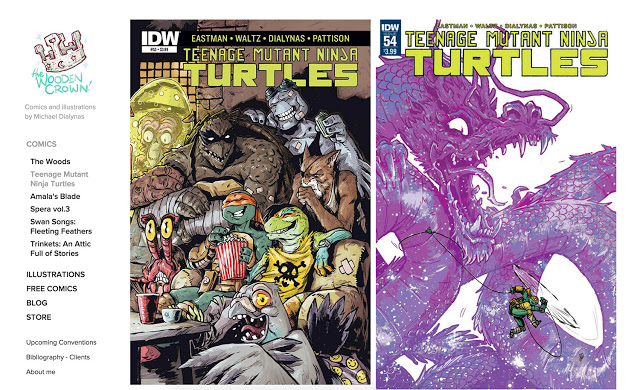 the
WOODEN
CROWN
Comics and illustrations
by Michael Dialynas
COMICS
The Woods
Teenage Mutant
Ninja Turtles
Amala's Blade
Spera vol.3
Swan Songs:
Fleeting Feathers
Trinkets: An Attic
Full of Stories
ILLUSTRATIONS
FREE COMICS
BLOG
STORE
Upcoming Conventions
Bibliography - Clients
About me
IDW
EASTMAN • WALTZ • DIALYNAS • PATTISON
TEENAGE MUTANT NINJA
TURTLES
POPCORN
IDW
54
$3.99
EASTMAN • WALTZ • DIALYNAS • PATTISON
TEENAGE MUTANT NINJA
TURTLES